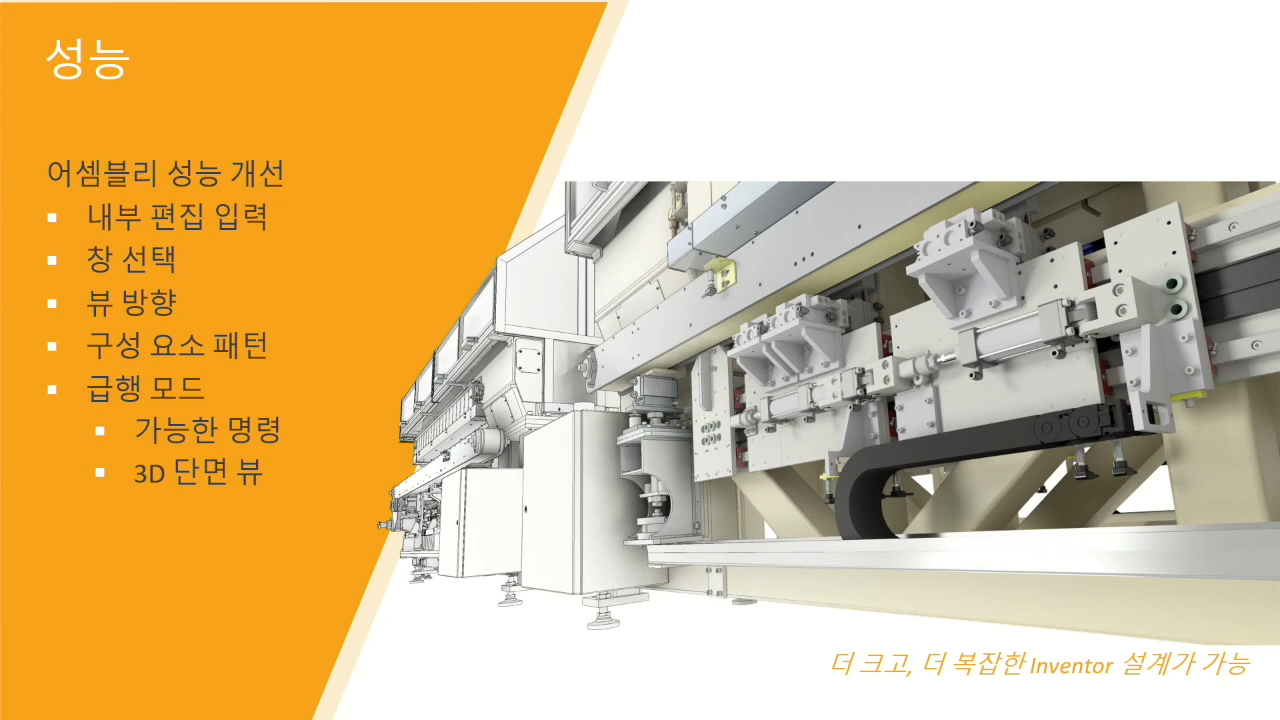 성능
어셈블리 성능 개선
▪ 내부 편집 입력
▪ 창 선택
▪ 뷰 방향
▪ 구성 요소 패턴
▪ 급행 모드
▪ 가능한 명령
▪ 3D 단면 뷰
더 크고, 더 복잡한 Inventor 설계가 가능